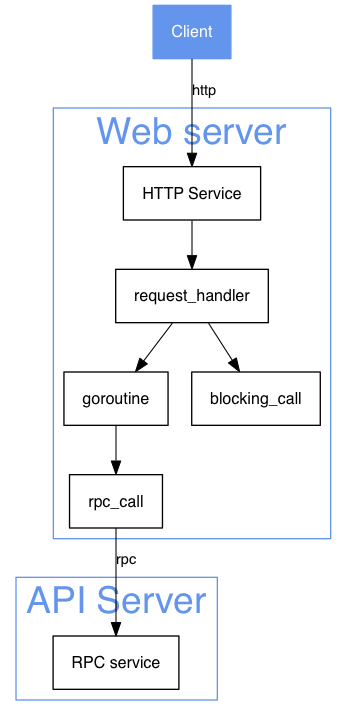 Client
http
Web server
HTTP Service
request_handler
goroutine
blocking_call
rpc_call
rpc
API Server
RPC service